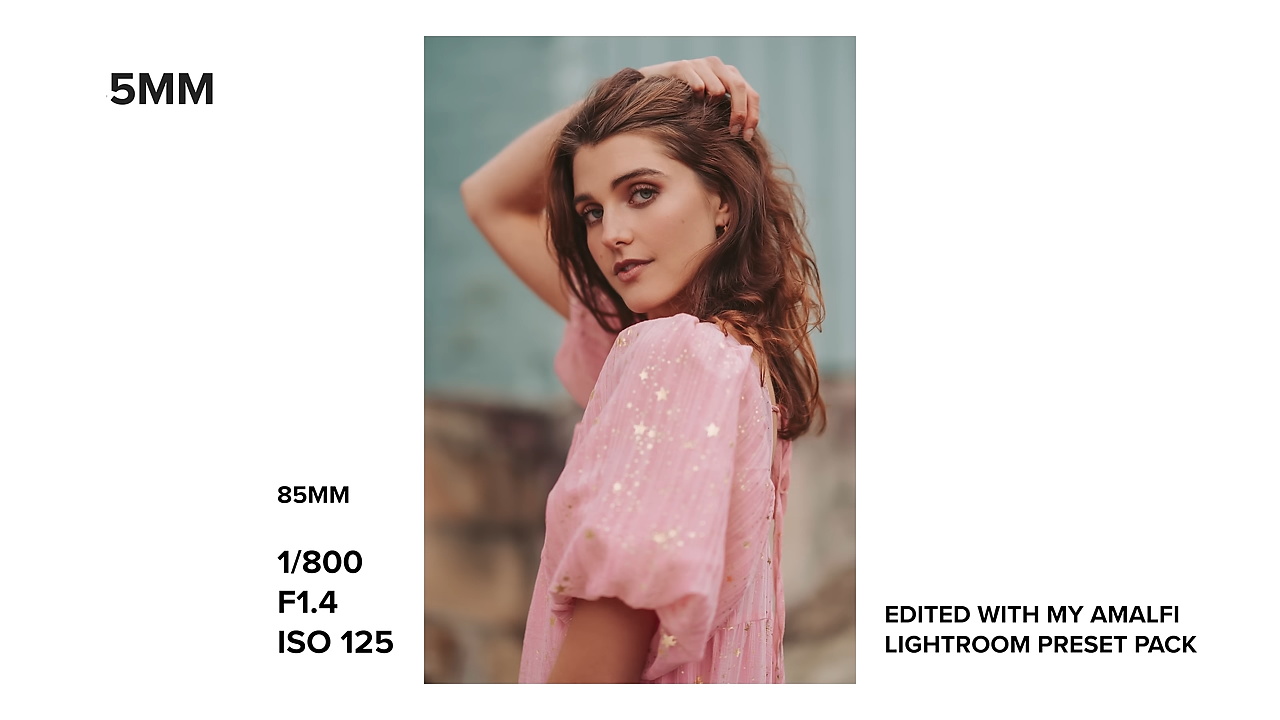 5MM
85MM
1/800
F1.4
ISO 125
EDITED WITH MY AMALFI
LIGHTROOM PRESET PACK